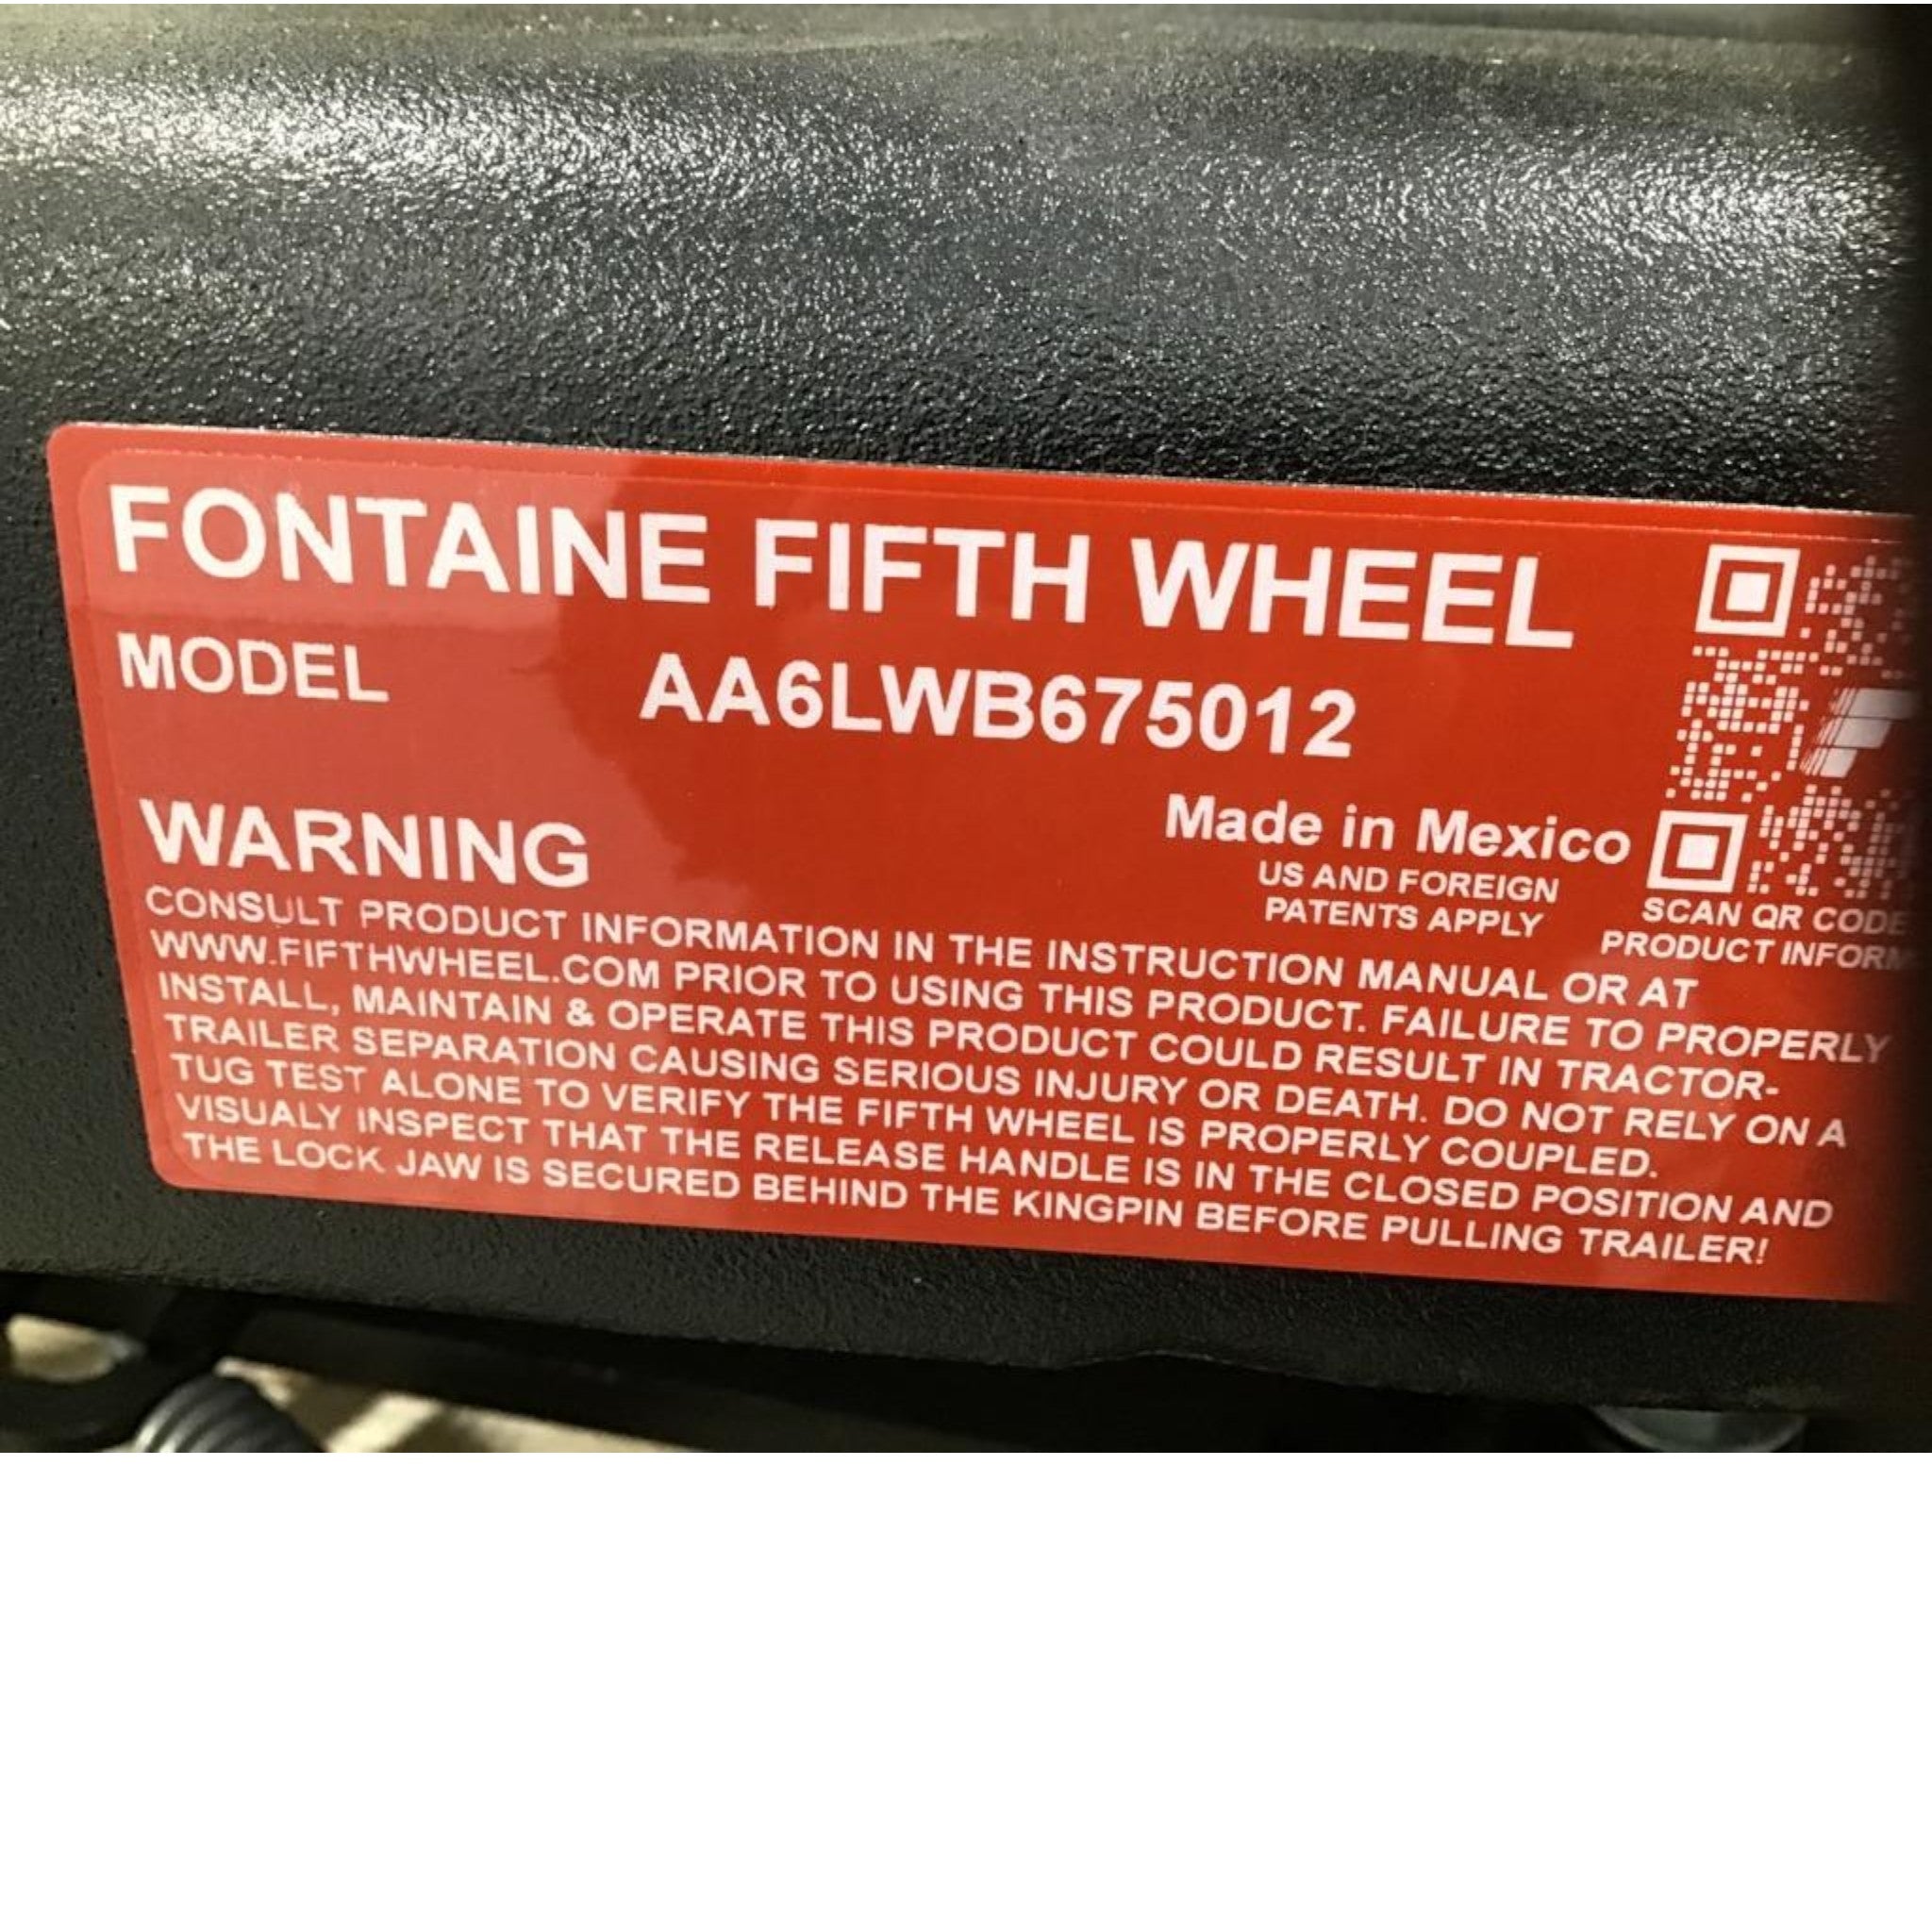 FONTAINE FIFTH WHEEL
MODEL AA6LWB675012
WARNING
Made in Mexico
US AND FOREIGN
PATENTS APPLY
SCAN QR CODE
PRODUCT
CONSULT PRODUCT INFORMATION IN THE INSTRUCTION MANUAL OR AT
WWW.FIFTHWHEEL.COM PRIOR TO USING THIS PRODUCT. FAILURE TO PROPERLY
INSTALL, MAINTAIN & OPERATE THIS PRODUCT COULD RESULT IN TRACTOR-
TRAILER SEPARATION CAUSING SERIOUS INJURY OR DEATH. DO NOT RELY ON A
TUG TEST ALONE TO VERIFY THE FIFTH WHEEL IS PROPERLY COUPLED.
VISUALY INSPECT THAT THE RELEASE HANDLE IS IN THE CLOSED POSITION AND
THE LOCK JAW IS SECURED BEHIND THE KINGPIN BEFORE PULLING TRAILER!